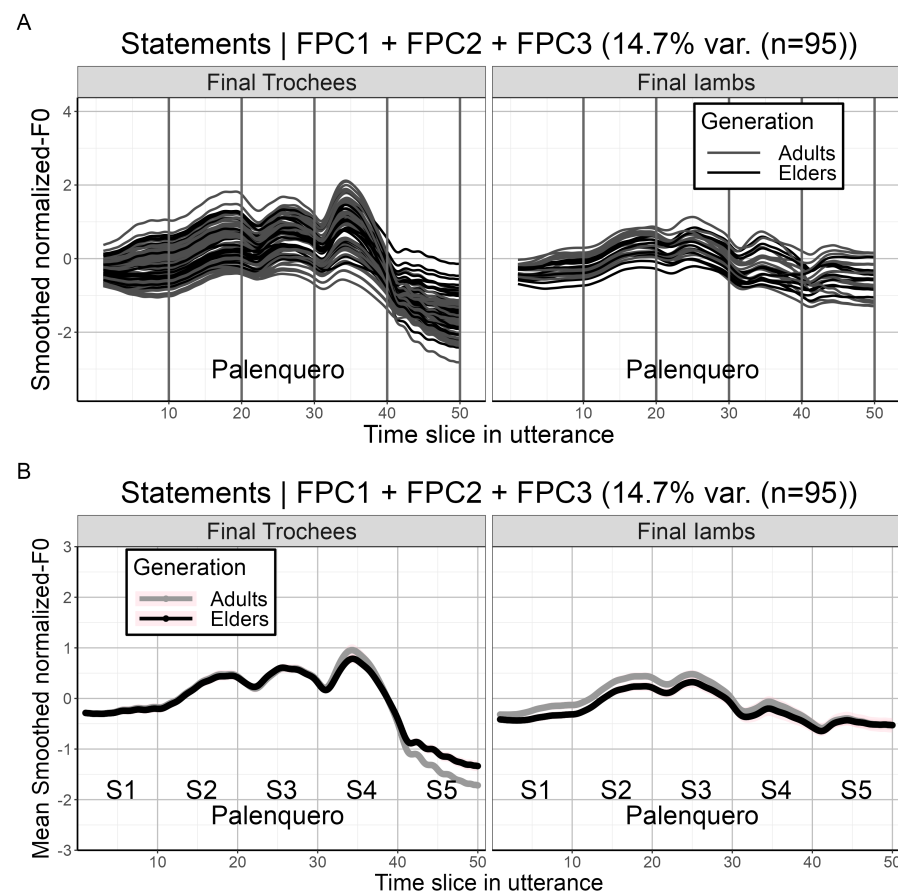 A
Statements | FPC1 + FPC2 + FPC3 (14.7% var. (n=95))
Final Trochees
Final Iambs
Smoothed normalized-F0
4
2
0
-2
Generation
Adults
Elders
Palenquero
Palenquero
10 20 30 40 50
10 20 30 40 50
Time slice in utterance
B
Statements | FPC1 + FPC2 + FPC3 (14.7% var. (n=95))
Final Trochees
Final Iambs
Mean Smoothed normalized-F0
3
2
1
0
-1
-2
-3
Generation
Adults
Elders
S1 S2 S3 S4 S5
S1 S2 S3 S4 S5
Palenquero
Palenquero
10 20 30 40 50
10 20 30 40 50
Time slice in utterance